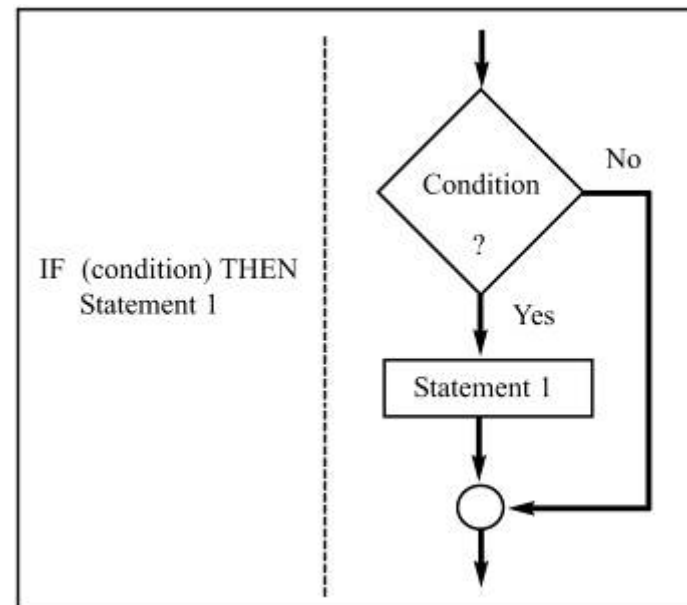 IF (condition) THEN
Statement 1
Condition
?
No
Yes
Statement 1